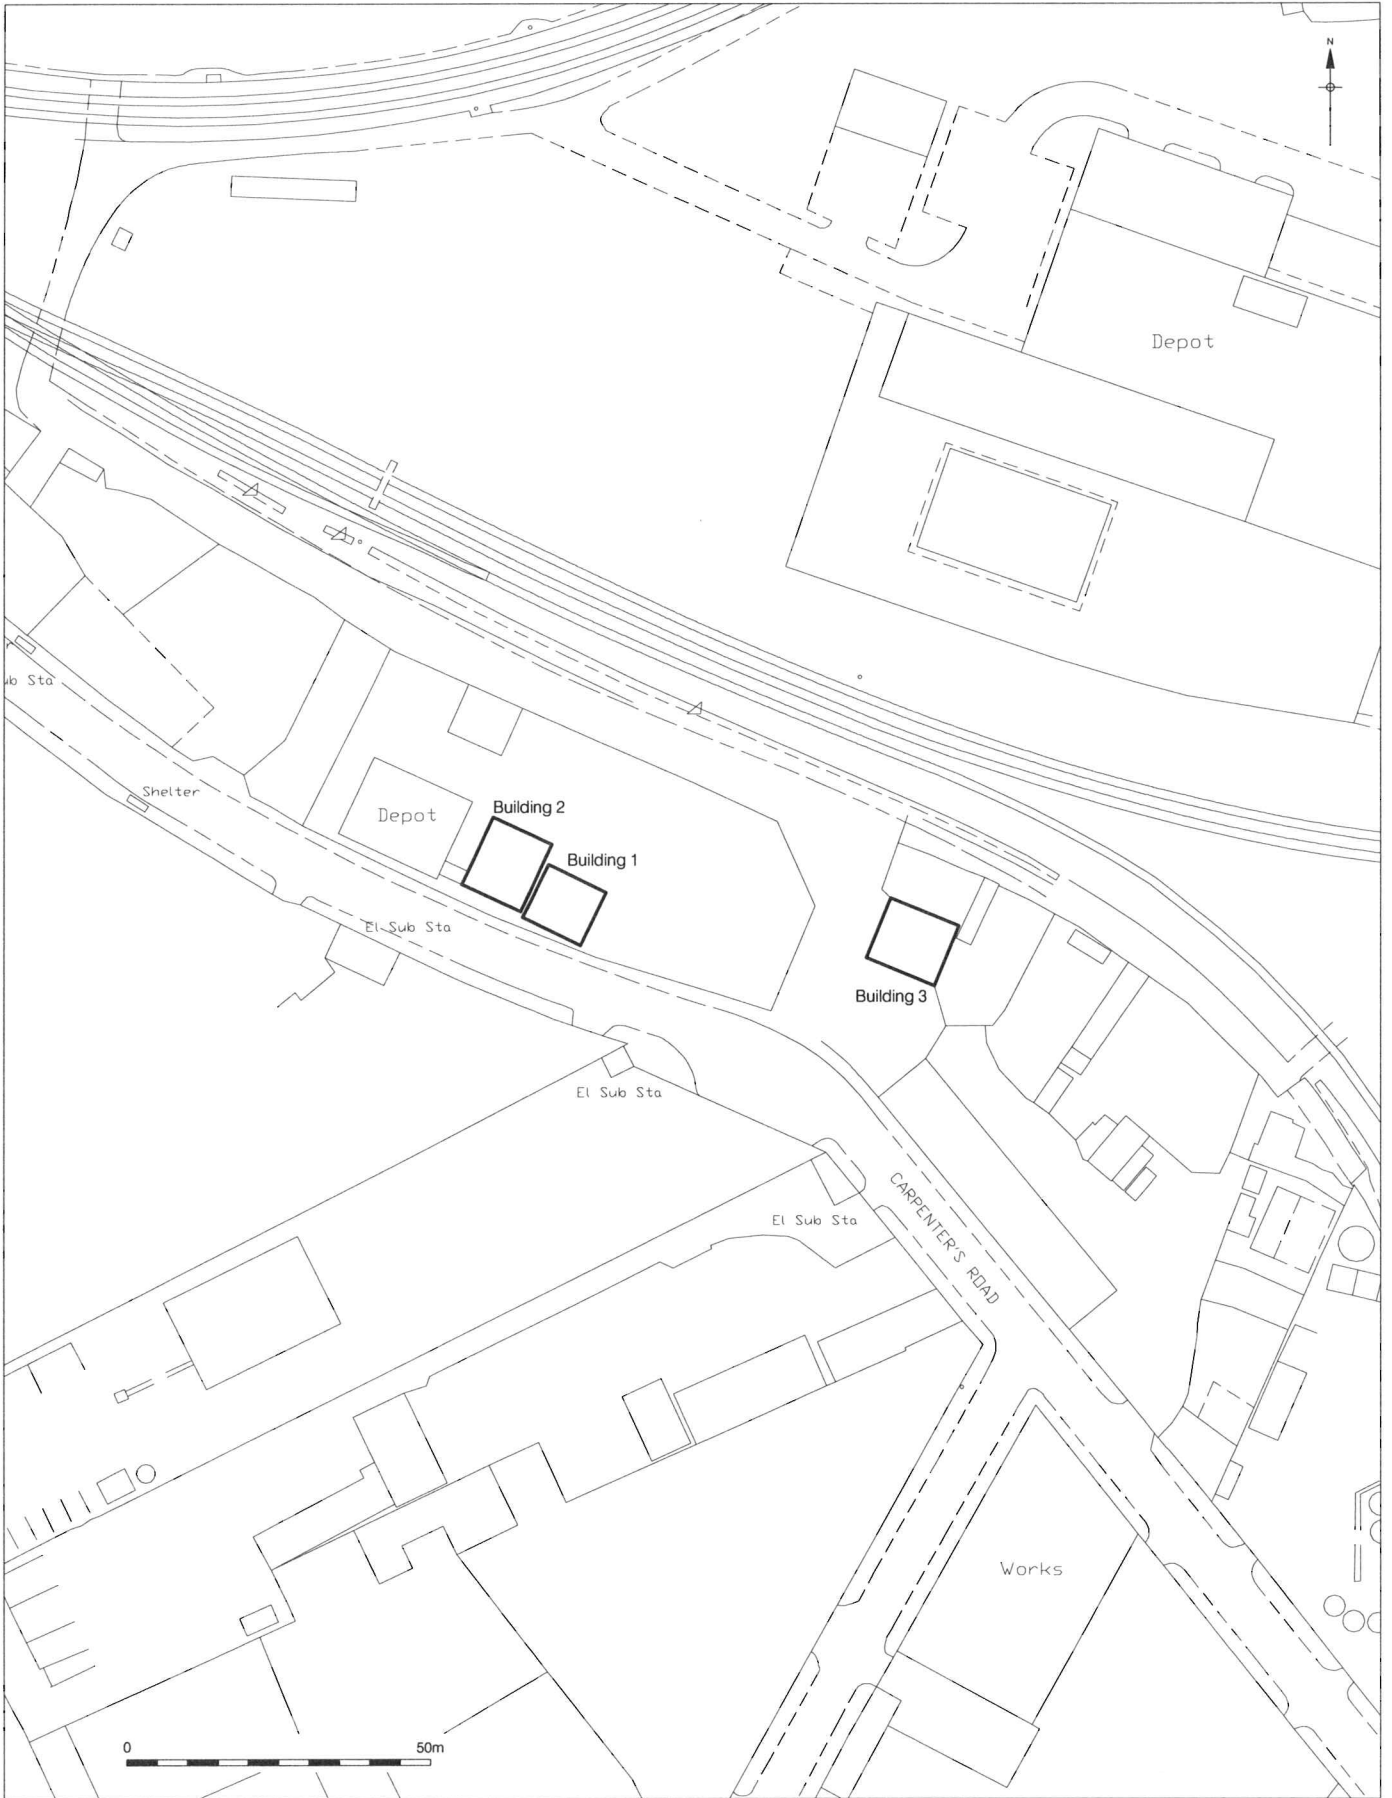 N
Depot
ub Sta
Shelter
Depot
Building 2
Building 1
El Sub Sta
Building 3
El Sub Sta
El Sub Sta
CARPENTER'S ROAD
Works
0
50m